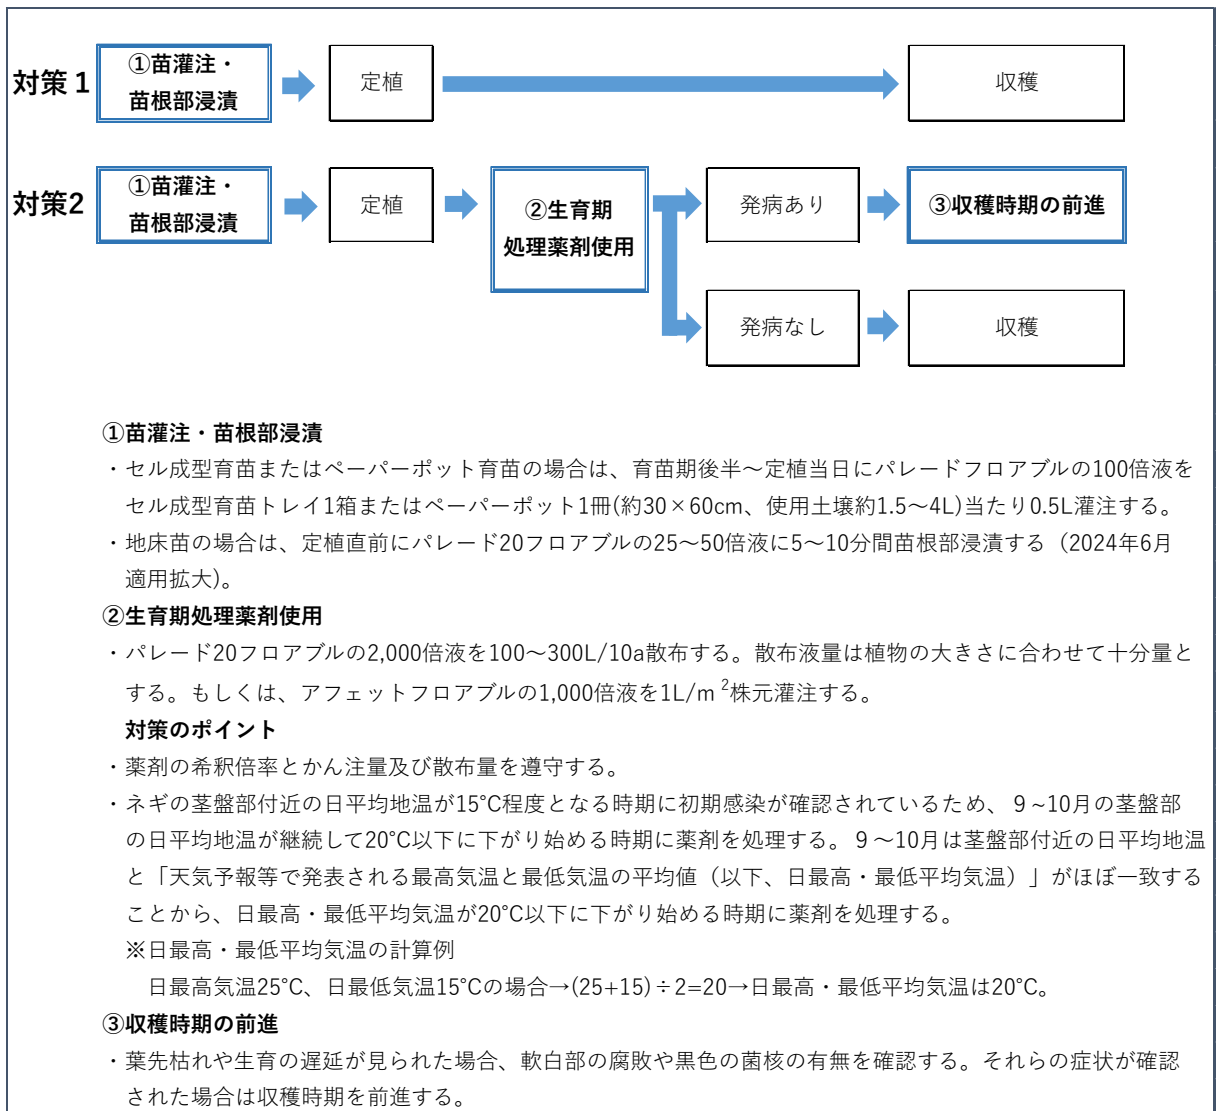 対策１
①苗灌注・
苗根部浸漬
定植
収穫
対策2
①苗灌注・
苗根部浸漬
定植
②生育期
処理薬剤使用
発病あり
③収穫時期の前進
発病なし
収穫
①苗灌注・苗根部浸漬
・セル成型育苗またはペーパーポット育苗の場合は、育苗期後半～定植当日にパレードフロアブルの100倍液を
セル成型育苗トレイ1箱またはペーパーポット1冊(約30×60cm、使用土壌約1.5～4L)当たり0.5L灌注する。
・地床苗の場合は、定植直前にパレード20フロアブルの25～50倍液に5～10分間苗根部浸漬する（2024年6月
適用拡大)。
②生育期処理薬剤使用
・パレード20フロアブルの2,000倍液を100～300L/10a散布する。散布液量は植物の大きさに合わせて十分量と
する。もしくは、アフェットフロアブルの1,000倍液を1L/m²株元灌注する。
対策のポイント
・薬剤の希釈倍率とかん注量及び散布量を遵守する。
・ネギの茎盤部付近の日平均地温が15°C程度となる時期に初期感染が確認されているため、９~10月の茎盤部
の日平均地温が継続して20°C以下に下がり始める時期に薬剤を処理する。９～10月は茎盤部付近の日平均地温
と「天気予報等で発表される最高気温と最低気温の平均値（以下、日最高・最低平均気温）」がほぼ一致する
ことから、日最高・最低平均気温が20°C以下に下がり始める時期に薬剤を処理する。
※日最高・最低平均気温の計算例
日最高気温25°C、日最低気温15°Cの場合→(25+15)÷2=20→日最高・最低平均気温は20°C。
③収穫時期の前進
・葉先枯れや生育の遅延が見られた場合、軟白部の腐敗や黒色の菌核の有無を確認する。それらの症状が確認
された場合は収穫時期を前進する。